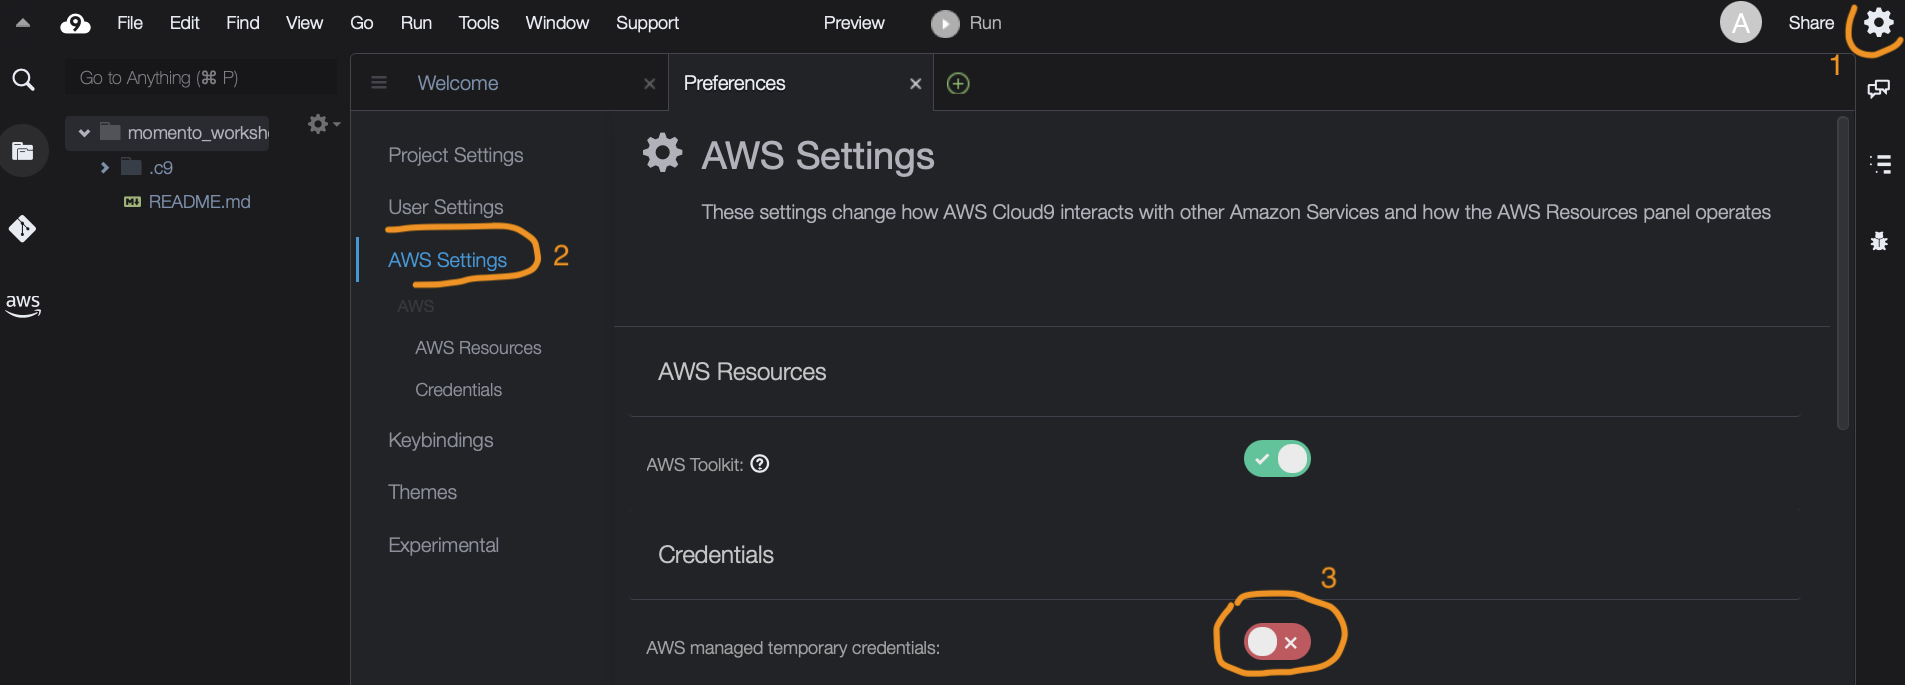 9 File Edit Find View Go Run Tools Window Support Preview Run A Share
1
Go to Anything (⌘ P)
Welcome
Preferences
momento_worksh
.c9
README.md
aws
Project Settings
User Settings
AWS Settings 2
AWS
AWS Resources
Credentials
Keybindings
Themes
Experimental
AWS Settings
These settings change how AWS Cloud9 interacts with other Amazon Services and how the AWS Resources panel operates
AWS Resources
AWS Toolkit: ?
Credentials
3
AWS managed temporary credentials: